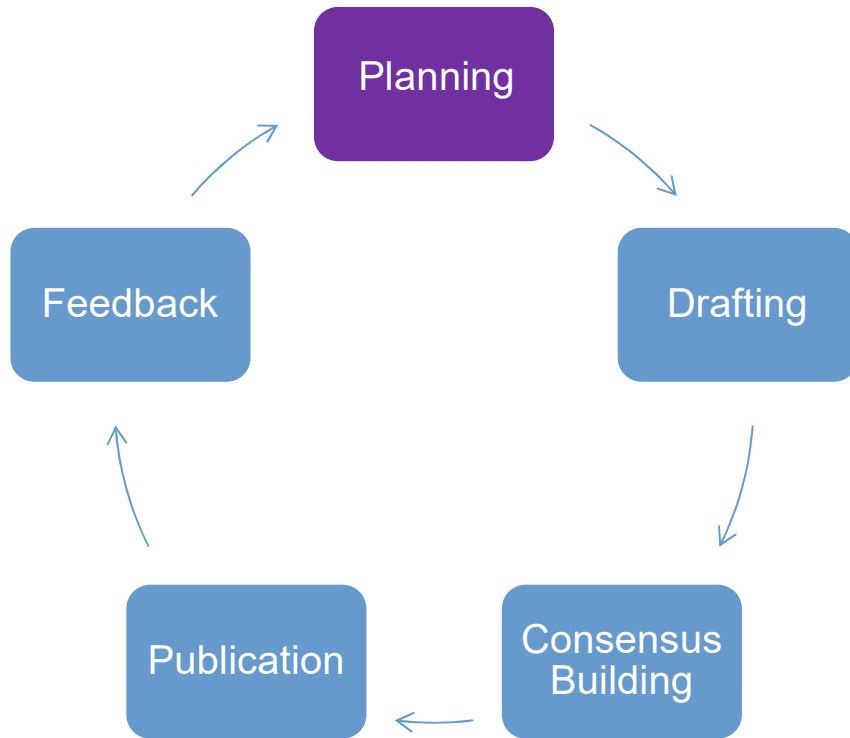 Planning
Drafting
Consensus
Building
Publication
Feedback